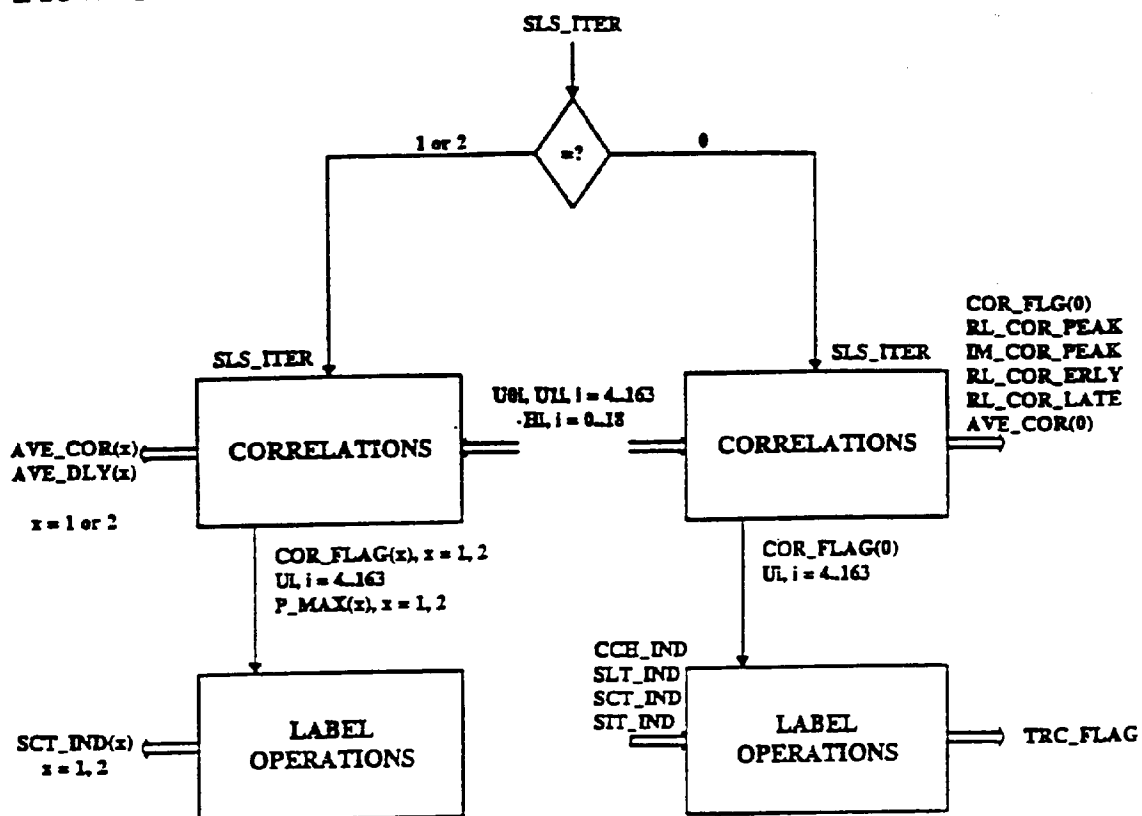 SLS_ITER
1 or 2
=?
0
COR_FLG(0)
RL_COR_PEAK
IM_COR_PEAK
RL_COR_ERLY
RL_COR_LATE
AVE_COR(0)
SLS_ITER
SLS_ITER
U0i, U1i, i = 4..163
Hi, i = 0..18
CORRELATIONS
CORRELATIONS
AVE_COR(x)
AVE_DLY(x)
x = 1 or 2
COR_FLAG(x), x = 1, 2
Ui, i = 4..163
P_MAX(x), x = 1, 2
COR_FLAG(0)
Ui, i = 4..163
CCH_IND
SLT_IND
SCT_IND
SIT_IND
LABEL
OPERATIONS
LABEL
OPERATIONS
SCT_IND(x)
x = 1, 2
TRC_FLAG